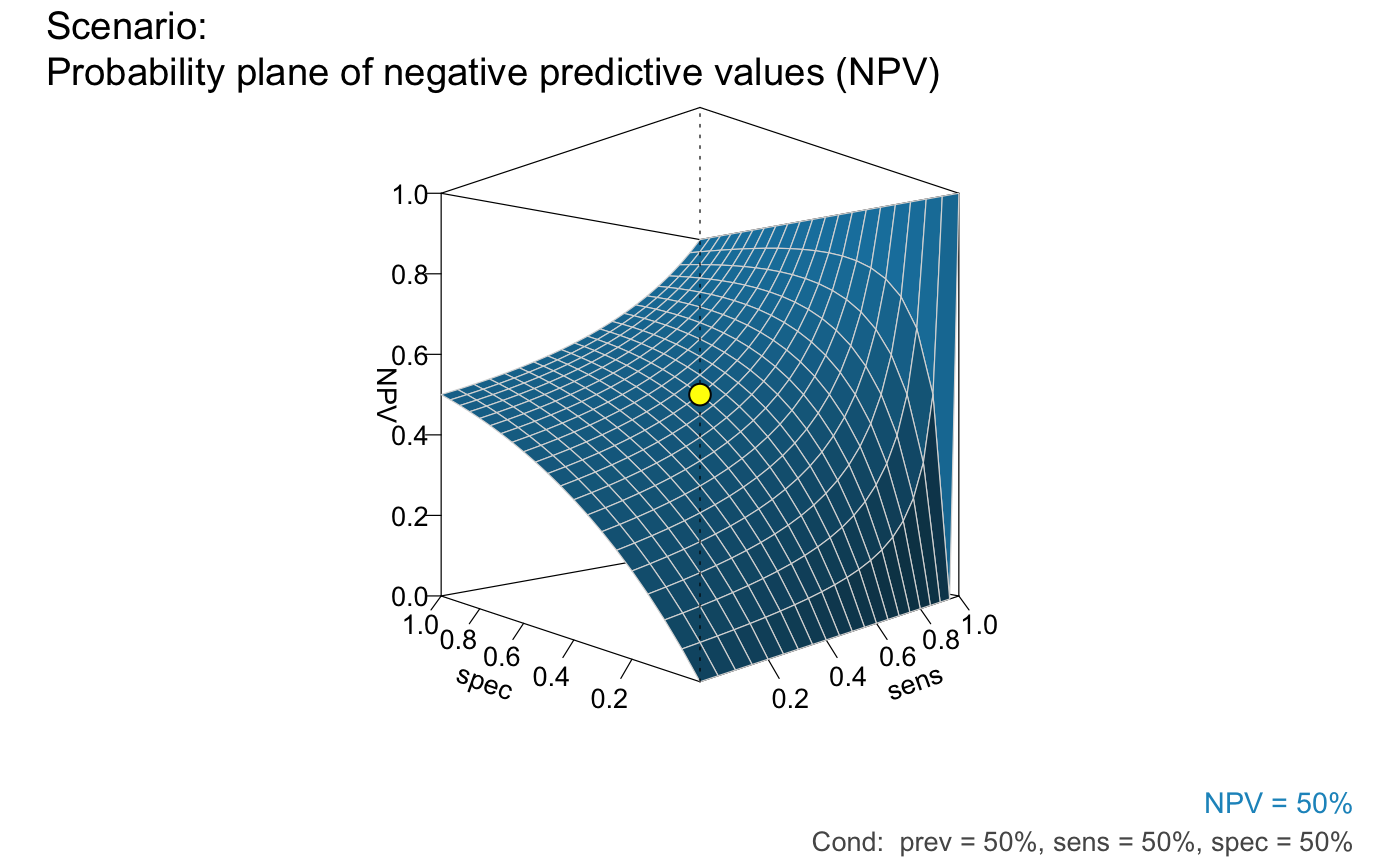 Scenario:
Probability plane of negative predictive values (NPV)
1.0
0.8
0.6
0.4
0.2
0.0
NPV
1.0
0.8
0.6
0.4
0.2
spec
0.2
0.4
0.6
0.8
1.0
sens
NPV = 50%
Cond:  prev = 50%, sens = 50%, spec = 50%